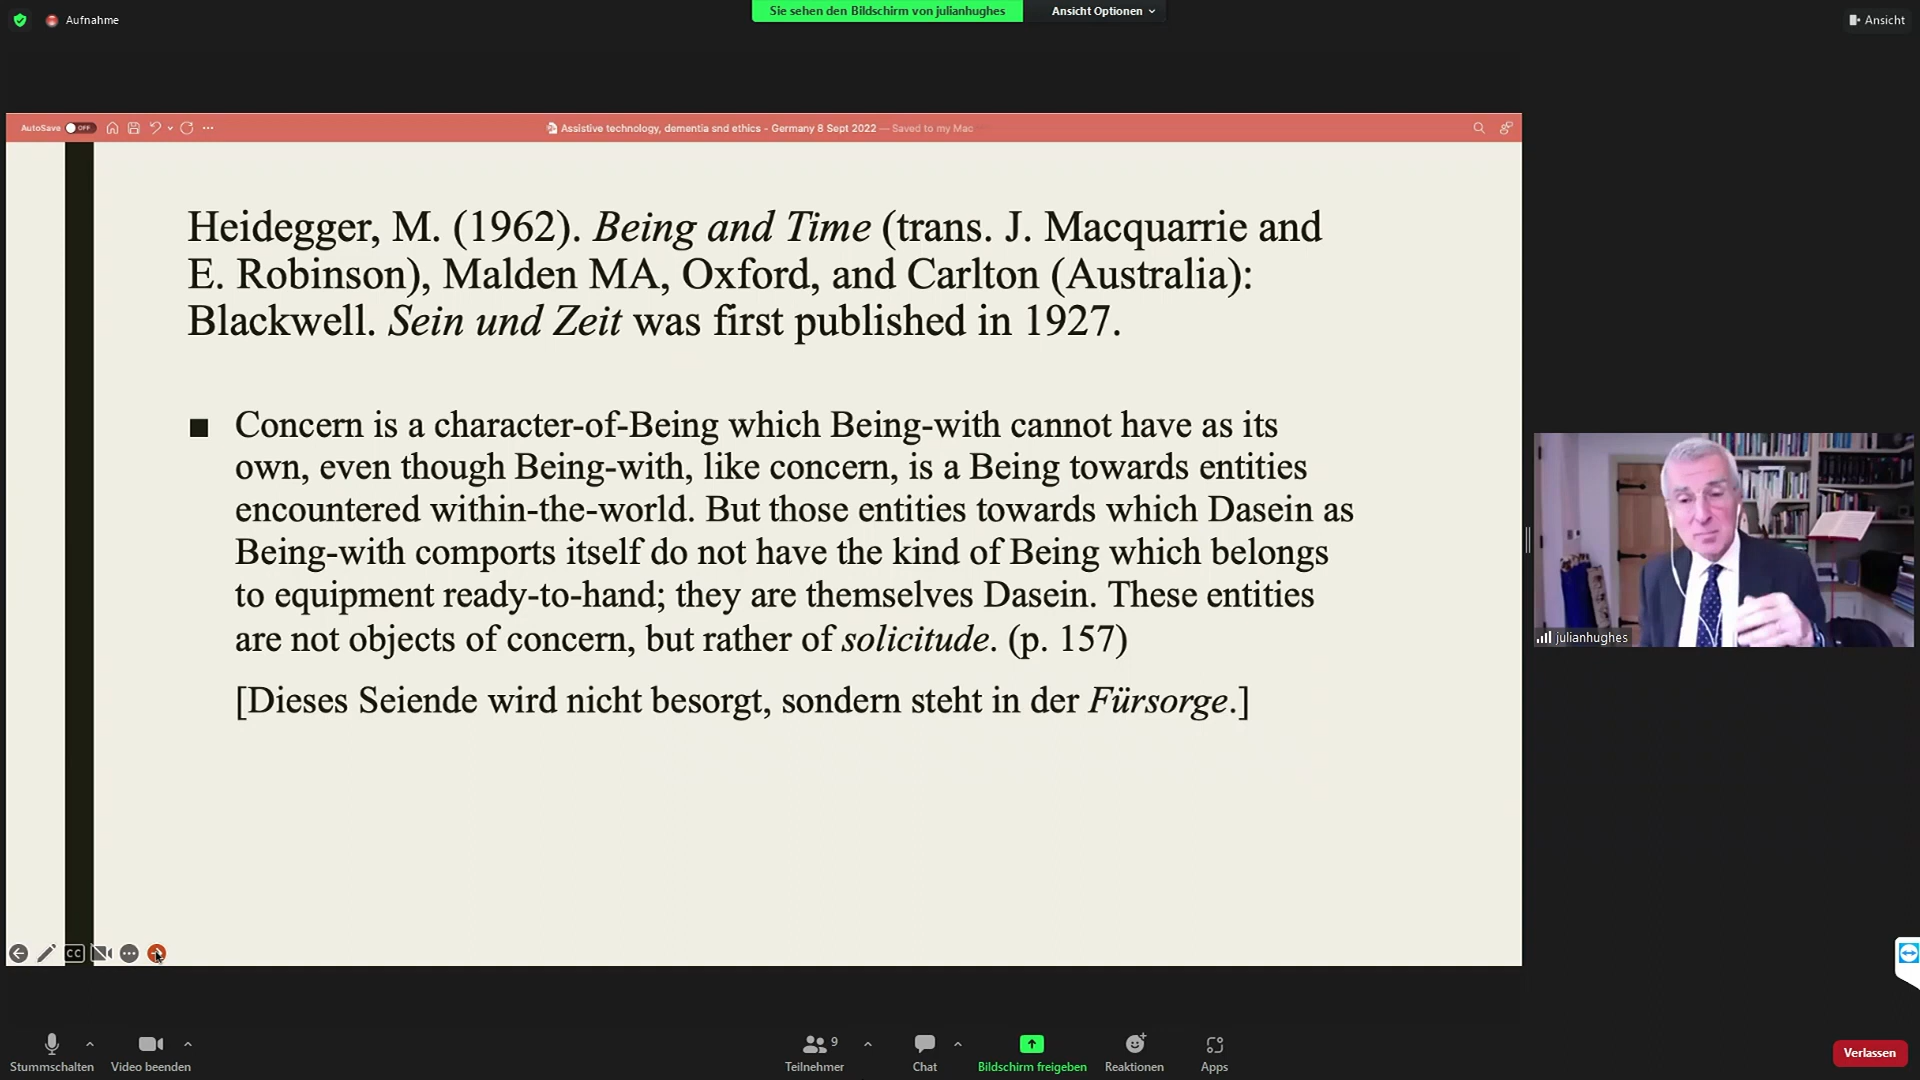 Aufnahme
Sie sehen den Bildschirm von julianhughes
Ansicht Optionen
Ansicht
AutoSave OFF
Assistive technology, dementia snd ethics - Germany 8 Sept 2022 — Saved to my Mac
Heidegger, M. (1962). Being and Time (trans. J. Macquarrie and
E. Robinson), Malden MA, Oxford, and Carlton (Australia):
Blackwell. Sein und Zeit was first published in 1927.
■ Concern is a character-of-Being which Being-with cannot have as its
own, even though Being-with, like concern, is a Being towards entities
encountered within-the-world. But those entities towards which Dasein as
Being-with comports itself do not have the kind of Being which belongs
to equipment ready-to-hand; they are themselves Dasein. These entities
are not objects of concern, but rather of solicitude. (p. 157)
[Dieses Seiende wird nicht besorgt, sondern steht in der Fürsorge.]
julianhughes
CC
Stummschalten
Video beenden
9
Teilnehmer
Chat
Bildschirm freigeben
Reaktionen
Apps
Verlassen